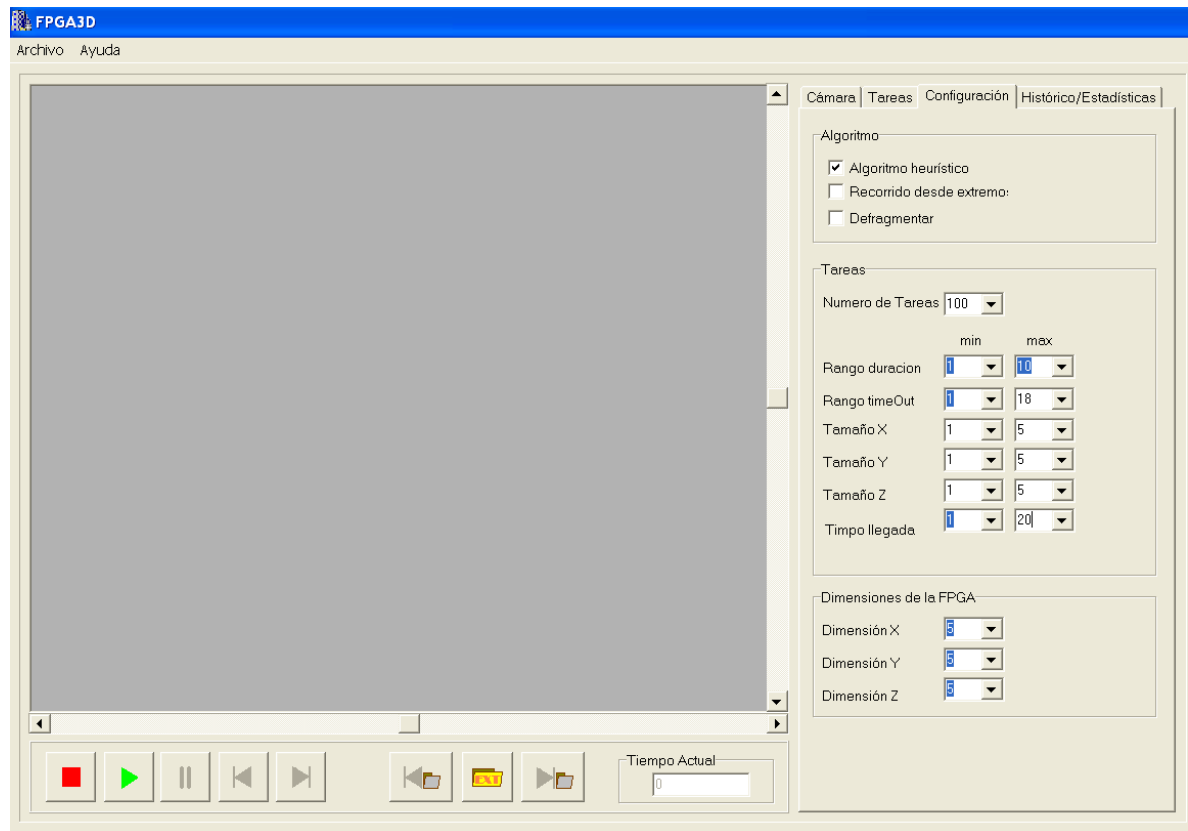 FPGA3D
Archivo Ayuda
Cámara Tareas Configuración Histórico/Estadísticas
Algoritmo
Algoritmo heurístico
Recorrido desde extremo
Defragmentar
Tareas
Numero de Tareas 100
min max
Rango duracion 1 10
Rango timeOut 1 18
Tamaño X 1 5
Tamaño Y 1 5
Tamaño Z 1 5
Timpo llegada 1 20
Dimensiones de la FPGA
Dimensión X 5
Dimensión Y 5
Dimensión Z 5
EXT
Tiempo Actual
0